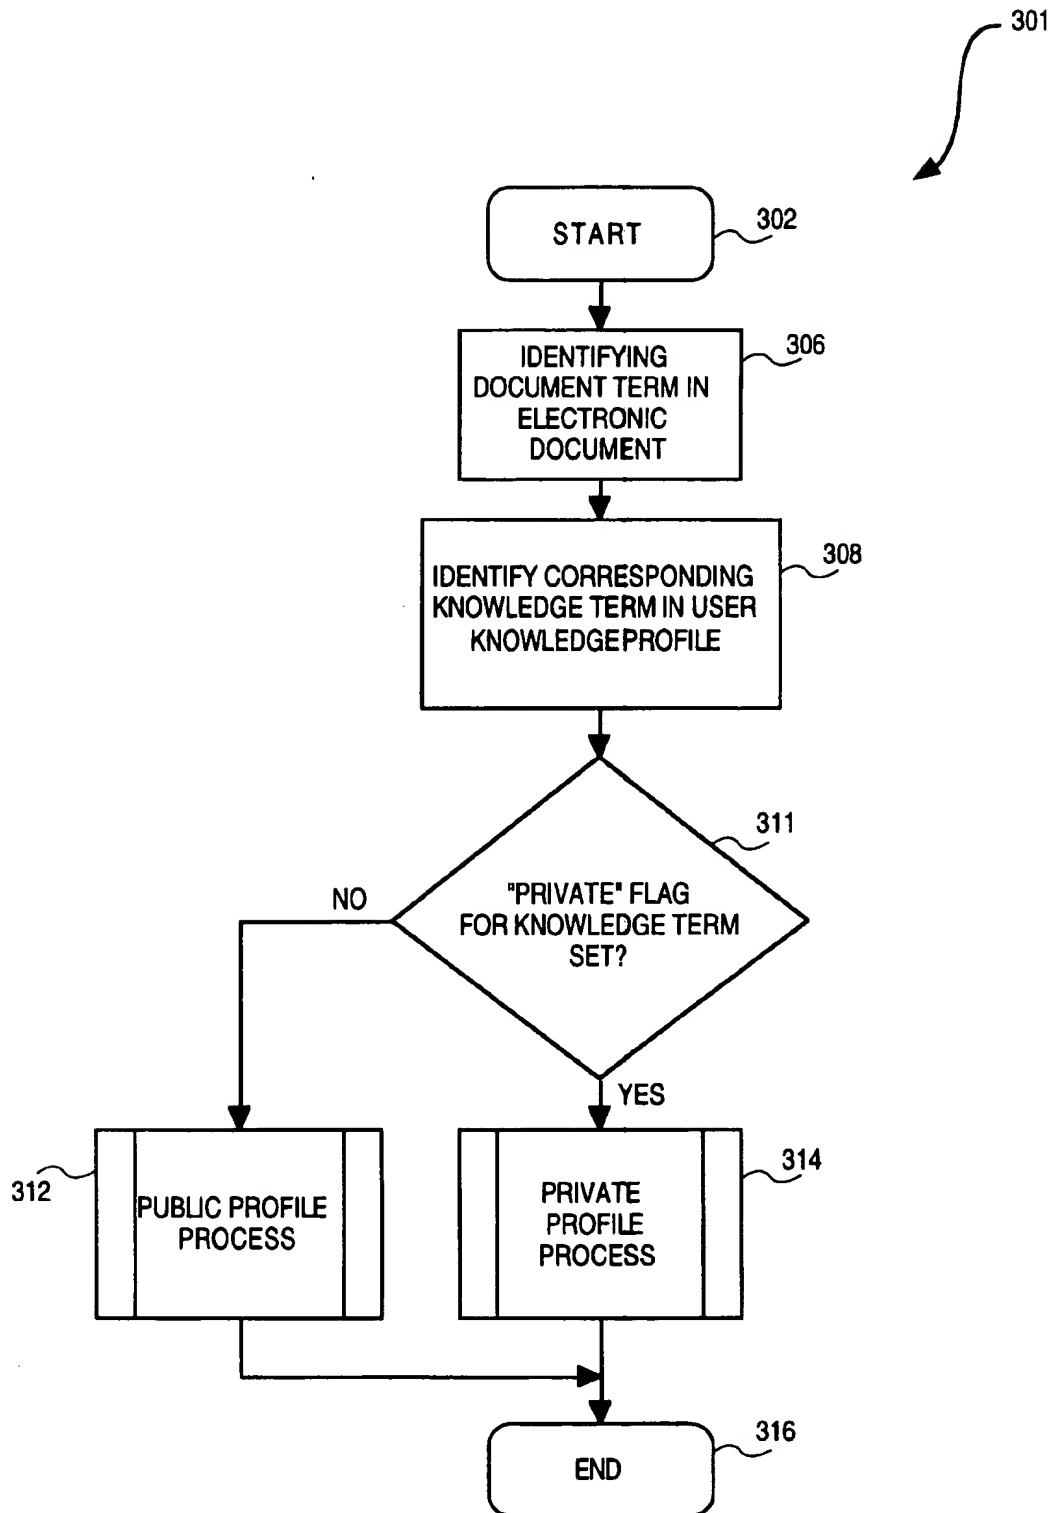 301
START
302
IDENTIFYING
DOCUMENT TERM IN
ELECTRONIC
DOCUMENT
306
IDENTIFY CORRESPONDING
KNOWLEDGE TERM IN USER
KNOWLEDGE PROFILE
308
311
"PRIVATE" FLAG
FOR KNOWLEDGE TERM
SET?
NO
YES
312
PUBLIC PROFILE
PROCESS
PRIVATE
PROFILE
PROCESS
314
END
316